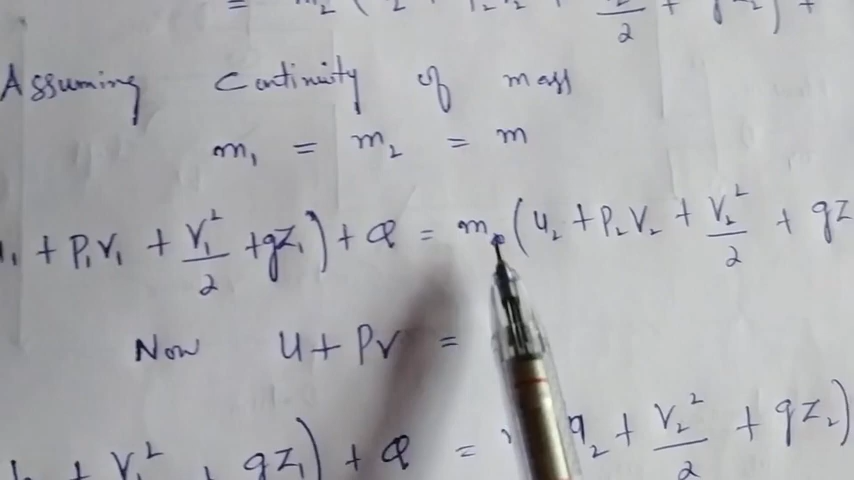 Assuming Continuity of mass
m₁ = m₂ = m
+ P₁V₁ + V₁²/2 + gZ₁) + Q = m (u₂ + P₂V₂ + V₂²/2 + gZ
Now u + PV =
+ V₁²/2 + gZ₁) + Q = + V₂²/2 + gZ₂)